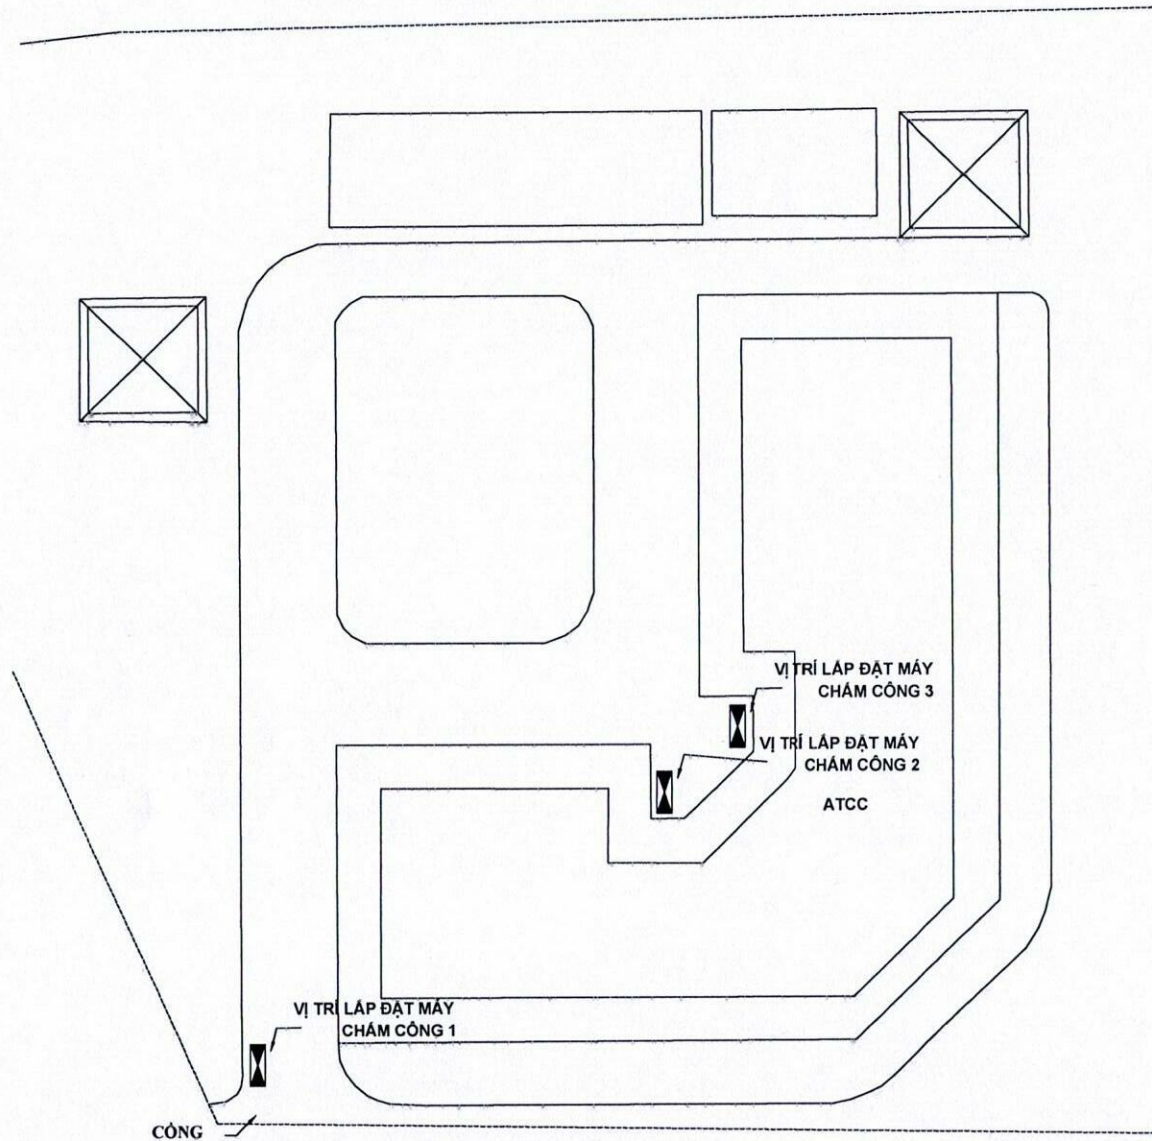 VỊ TRÍ LẮP ĐẶT MÁY
CHẤM CÔNG 3
VỊ TRÍ LẮP ĐẶT MÁY
CHẤM CÔNG 2
ATCC
VỊ TRÍ LẮP ĐẶT MÁY
CHẤM CÔNG 1
CỔNG